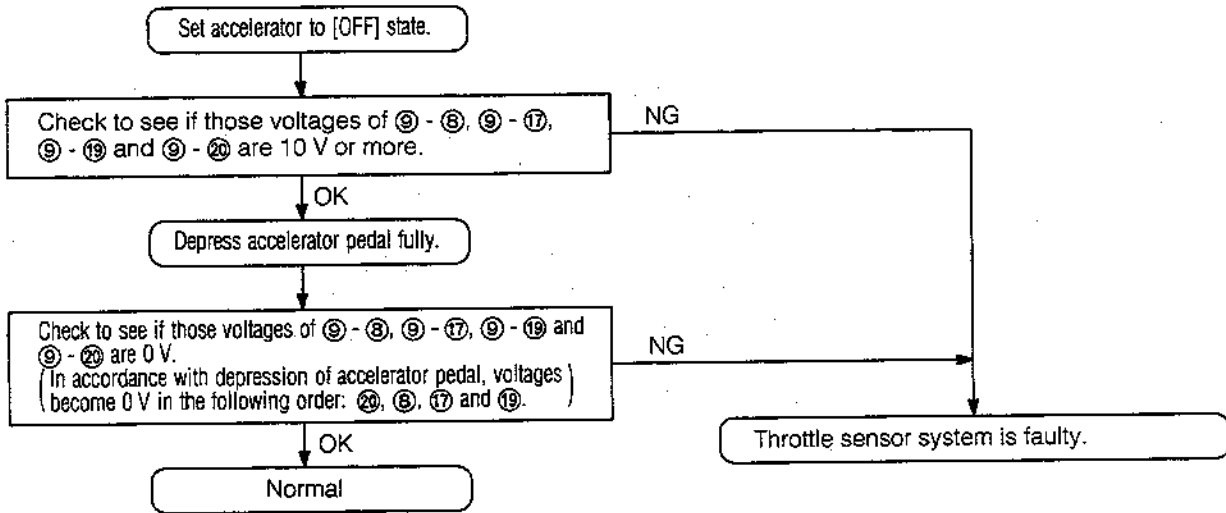 Set accelerator to [OFF] state.
Check to see if those voltages of ⑨ - ⑧, ⑨ - ⑰,
⑨ - ⑲ and ⑨ - ⑳ are 10 V or more.
NG
OK
Depress accelerator pedal fully.
Check to see if those voltages of ⑨ - ⑧, ⑨ - ⑰, ⑨ - ⑲ and
⑨ - ⑳ are 0 V.
(In accordance with depression of accelerator pedal, voltages
become 0 V in the following order: ⑳, ⑧, ⑰ and ⑲.)
NG
OK
Throttle sensor system is faulty.
Normal